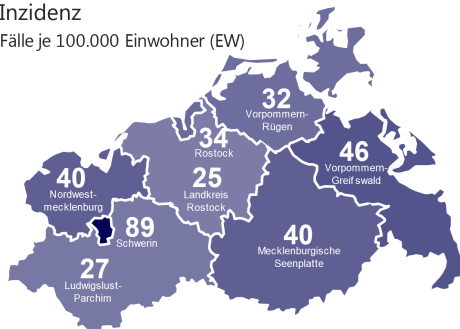 Inzidenz
Fälle je 100.000 Einwohner (EW)
32
Vorpommern-
Rügen
34
Rostock
46
Vorpommern-
Greifswald
40
Nordwest-
mecklenburg
25
Landkreis
Rostock
89
Schwerin
40
Mecklenburgische
Seenplatte
27
Ludwigslust-
Parchim